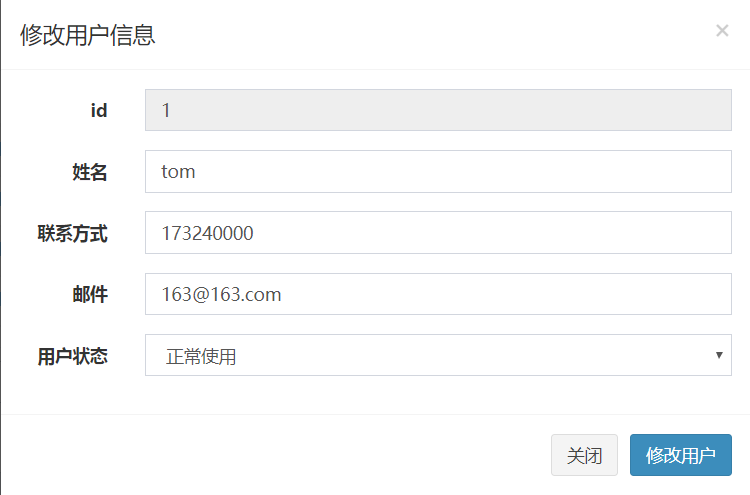 修改用户信息 ×
id 1
姓名 tom
联系方式 173240000
邮件 163@163.com
用户状态 正常使用
关闭 修改用户